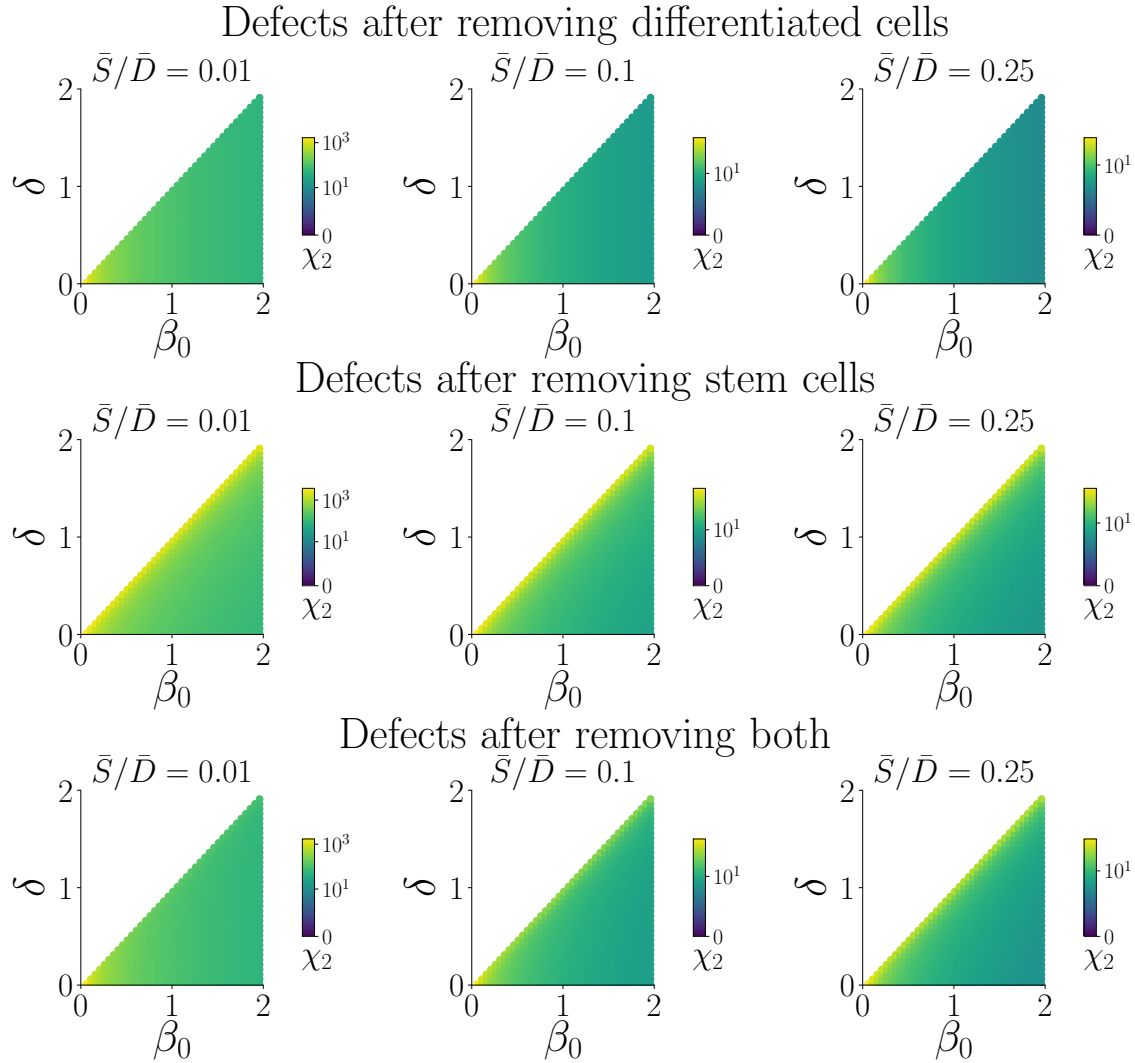 Defects after removing differentiated cells
S̄/D̄ = 0.01
S̄/D̄ = 0.1
S̄/D̄ = 0.25
2
1
0
δ
0 1 2
β₀
10³
10¹
0
χ₂
2
1
0
δ
0 1 2
β₀
10¹
0
χ₂
2
1
0
δ
0 1 2
β₀
10¹
0
χ₂
Defects after removing stem cells
S̄/D̄ = 0.01
S̄/D̄ = 0.1
S̄/D̄ = 0.25
2
1
0
δ
0 1 2
β₀
10³
10¹
0
χ₂
2
1
0
δ
0 1 2
β₀
10¹
0
χ₂
2
1
0
δ
0 1 2
β₀
10¹
0
χ₂
Defects after removing both
S̄/D̄ = 0.01
S̄/D̄ = 0.1
S̄/D̄ = 0.25
2
1
0
δ
0 1 2
β₀
10³
10¹
0
χ₂
2
1
0
δ
0 1 2
β₀
10¹
0
χ₂
2
1
0
δ
0 1 2
β₀
10¹
0
χ₂